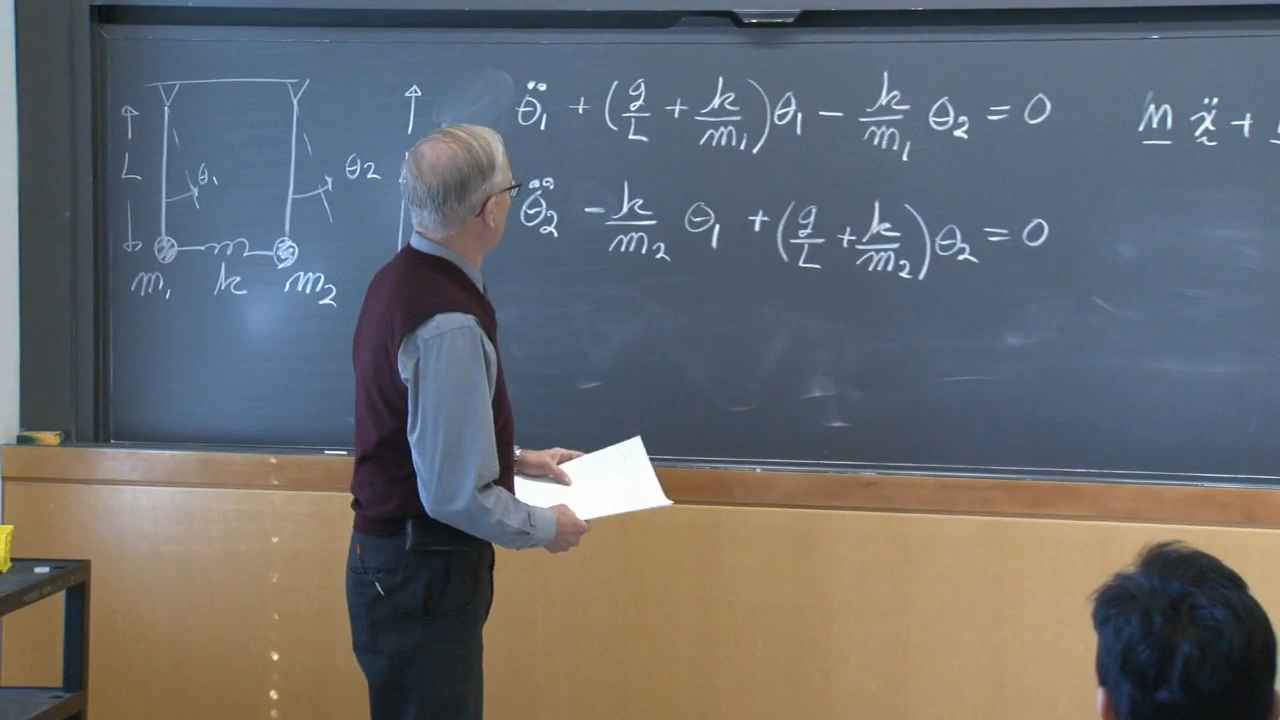 L
θ₁
θ₂
m₁ k m₂
θ̈₁ + (g/L + k/m₁)θ₁ − k/m₁ θ₂ = 0
θ̈₂ − k/m₂ θ₁ + (g/L + k/m₂)θ₂ = 0
m ẍ +